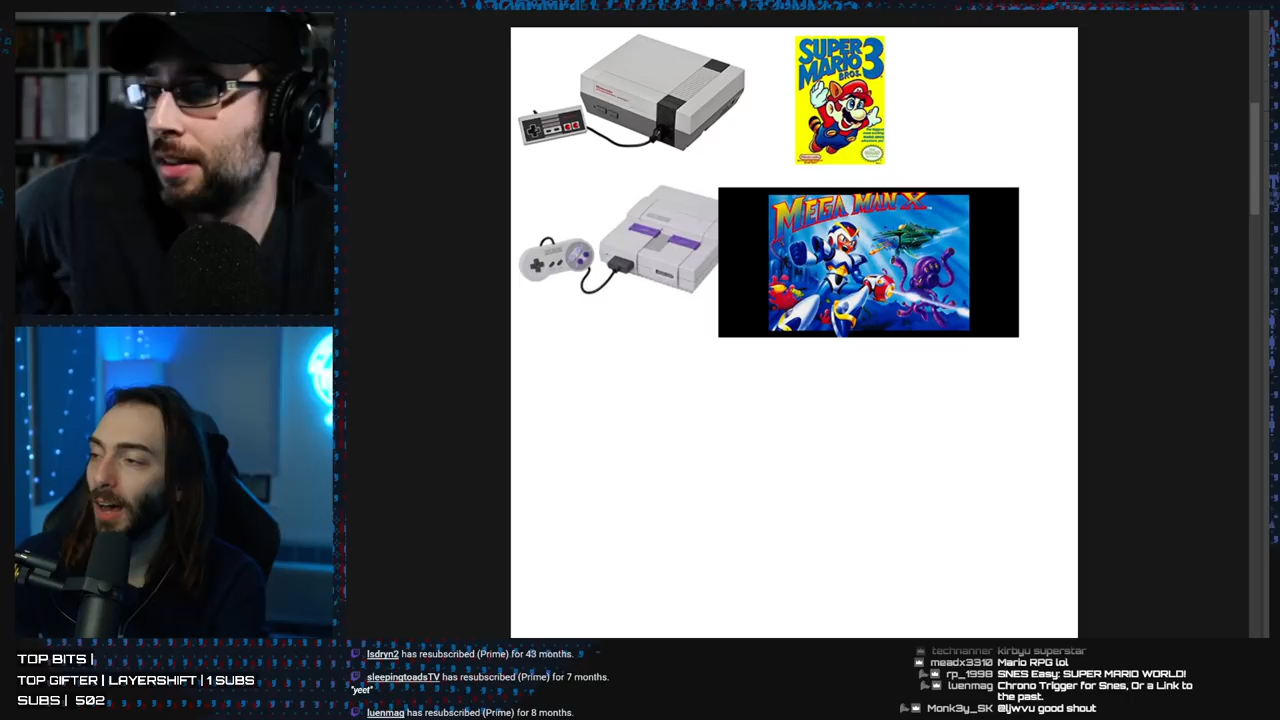 Nintendo
SUPER
MARIO
BROS. 3
Nintendo
MEGA MAN X
TOP BITS |
TOP GIFTER | LAYERSHIFT | 1 SUBS
SUBS | 502
lsdryn2 has resubscribed (Prime) for 43 months.
sleepingtoadsTV has resubscribed (Prime) for 7 months.
"yeet"
luenmag has resubscribed (Prime) for 8 months.
technanner kirbyu superstar
meadx3310 Mario RPG lol
rp_1998 SNES Easy: SUPER MARIO WORLD!
luenmag Chrono Trigger for Snes, Or a Link to
the past.
Monk3y_SK @ljwvu good shout